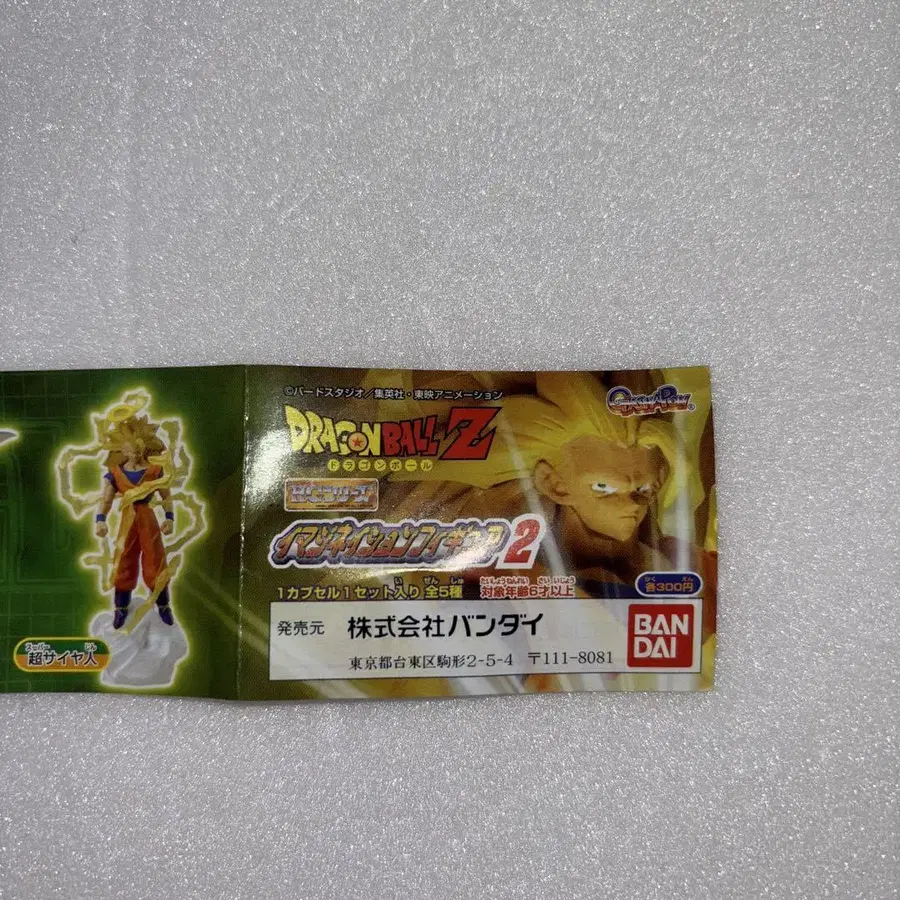 ©バードスタジオ／集英社・東映アニメーション
GASHAPON®
DRAGONBALL Z
ドラゴンボール
HGシリーズ
イマジネイションフィギュア2
1カプセル1セット入り 全5種
対象年齢6才以上
各300円
発売元 株式会社バンダイ
東京都台東区駒形2-5-4 〒111-8081
BAN
DAI
超サイヤ人